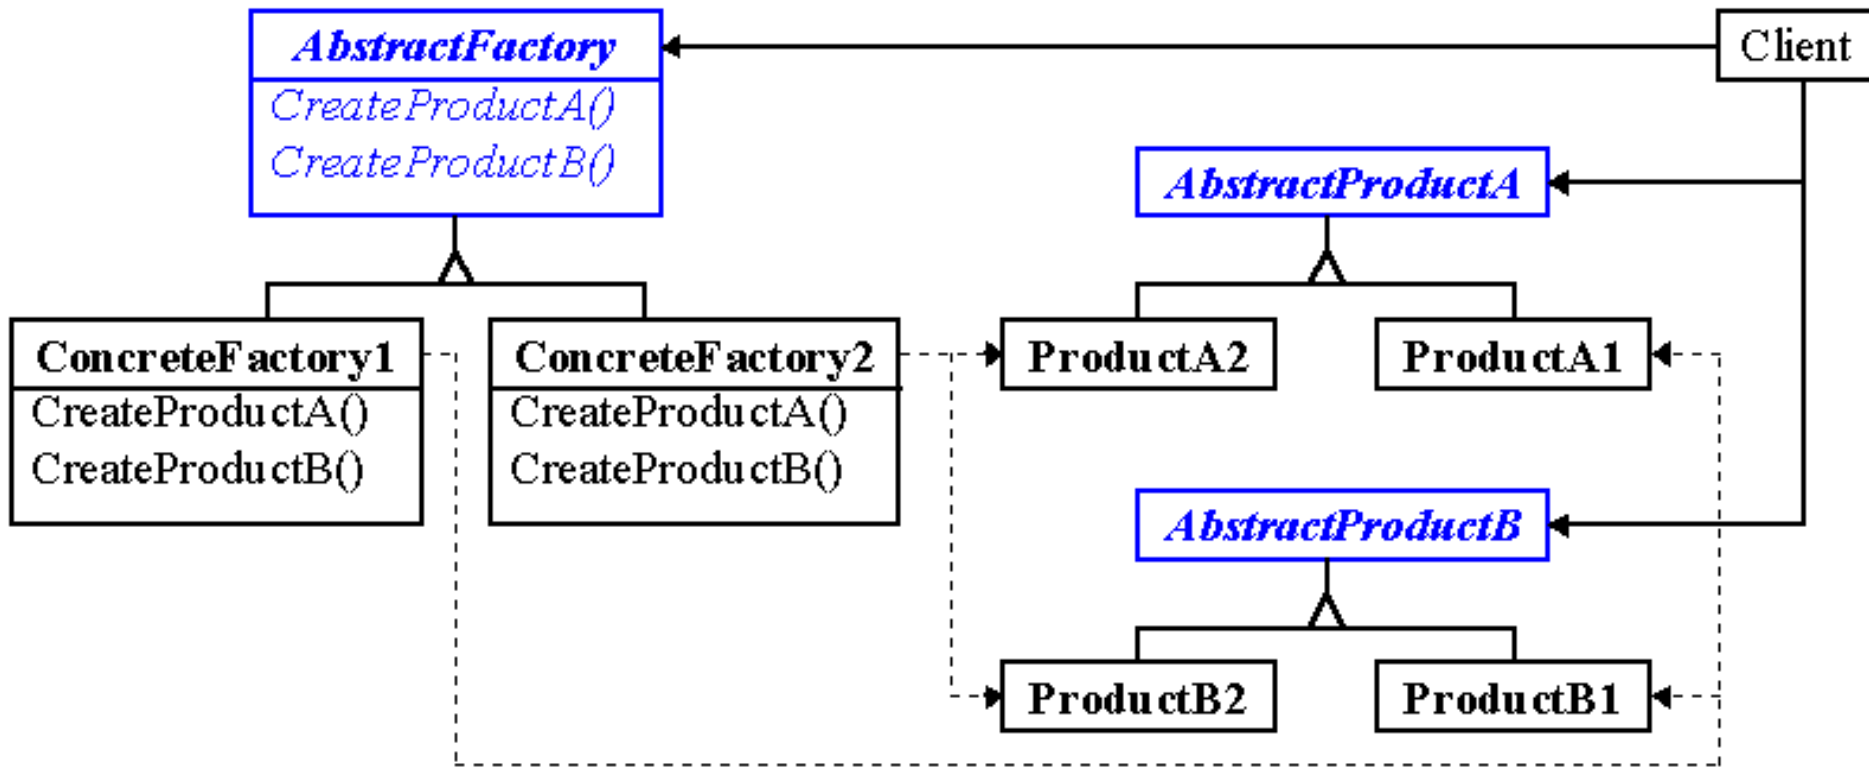 AbstractFactory
CreateProductA()
CreateProductB()
Client
AbstractProductA
ConcreteFactory1
CreateProductA()
CreateProductB()
ConcreteFactory2
CreateProductA()
CreateProductB()
ProductA2
ProductA1
AbstractProductB
ProductB2
ProductB1